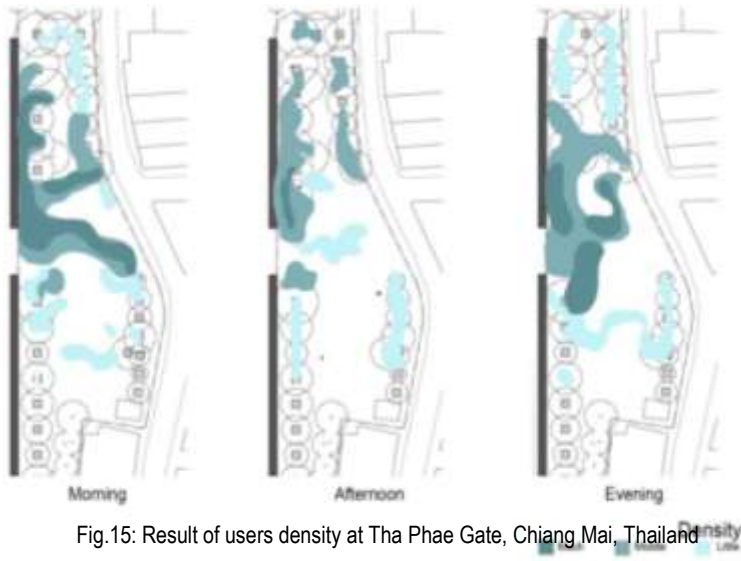 Morning
Afternoon
Evening
Fig.15: Result of users density at Tha Phae Gate, Chiang Mai, Thailand
Density
Middle
Little